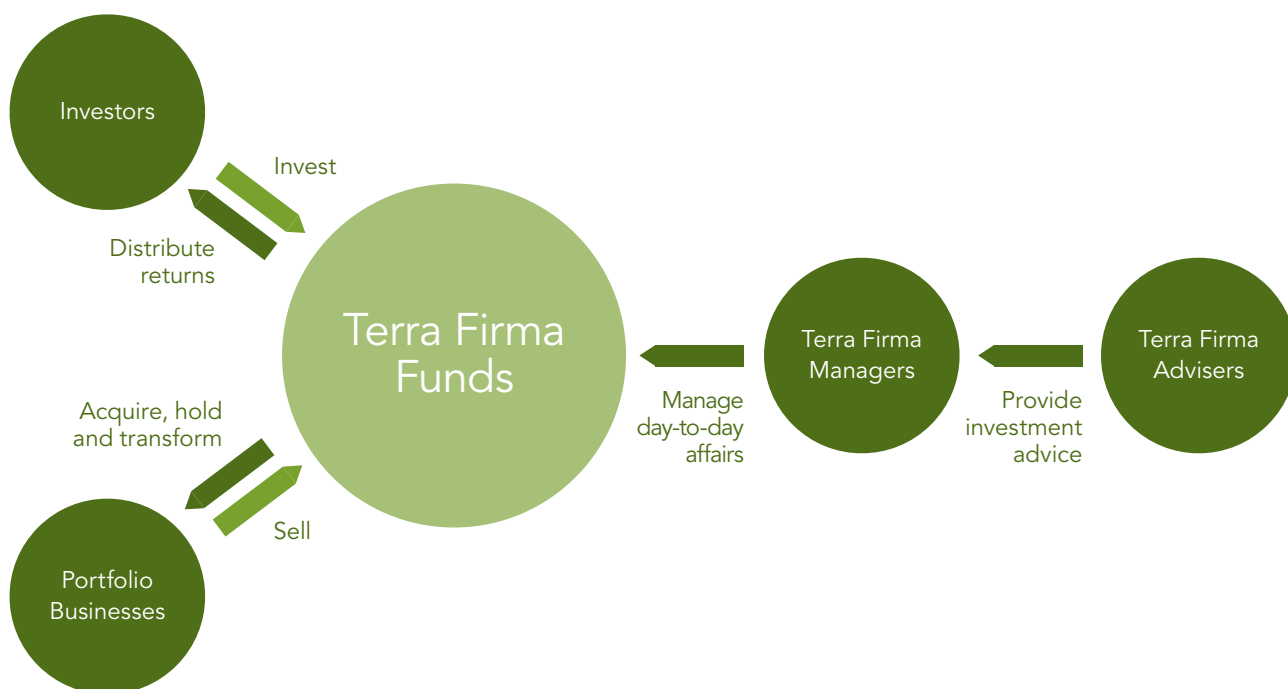 Investors
Invest
Distribute
returns
Terra Firma
Funds
Terra Firma
Managers
Terra Firma
Advisers
Manage
day-to-day
affairs
Provide
investment
advice
Acquire, hold
and transform
Sell
Portfolio
Businesses